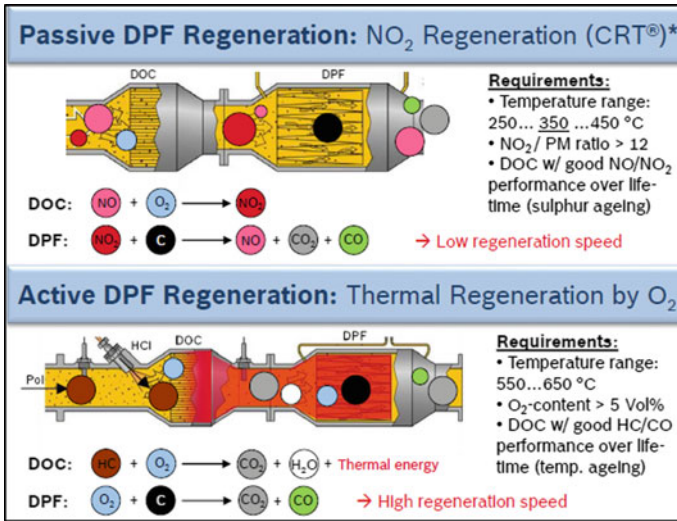 Passive DPF Regeneration: NO₂ Regeneration (CRT®)*
DOC
DPF
NO
O₂
C
Requirements:
• Temperature range:
250... 350 ...450 °C
• NO₂/ PM ratio > 12
• DOC w/ good NO/NO₂
performance over life-
time (sulphur ageing)
DOC: NO + O₂ → NO₂
DPF: NO₂ + C → NO + CO₂ + CO → Low regeneration speed
Active DPF Regeneration: Thermal Regeneration by O₂
HCI
DOC
DPF
PoI
Requirements:
• Temperature range:
550...650 °C
• O₂-content > 5 Vol%
• DOC w/ good HC/CO
performance over life-
time (temp. ageing)
DOC: HC + O₂ → CO₂ + H₂O + Thermal energy
DPF: O₂ + C → CO₂ + CO → HIgh regeneration speed